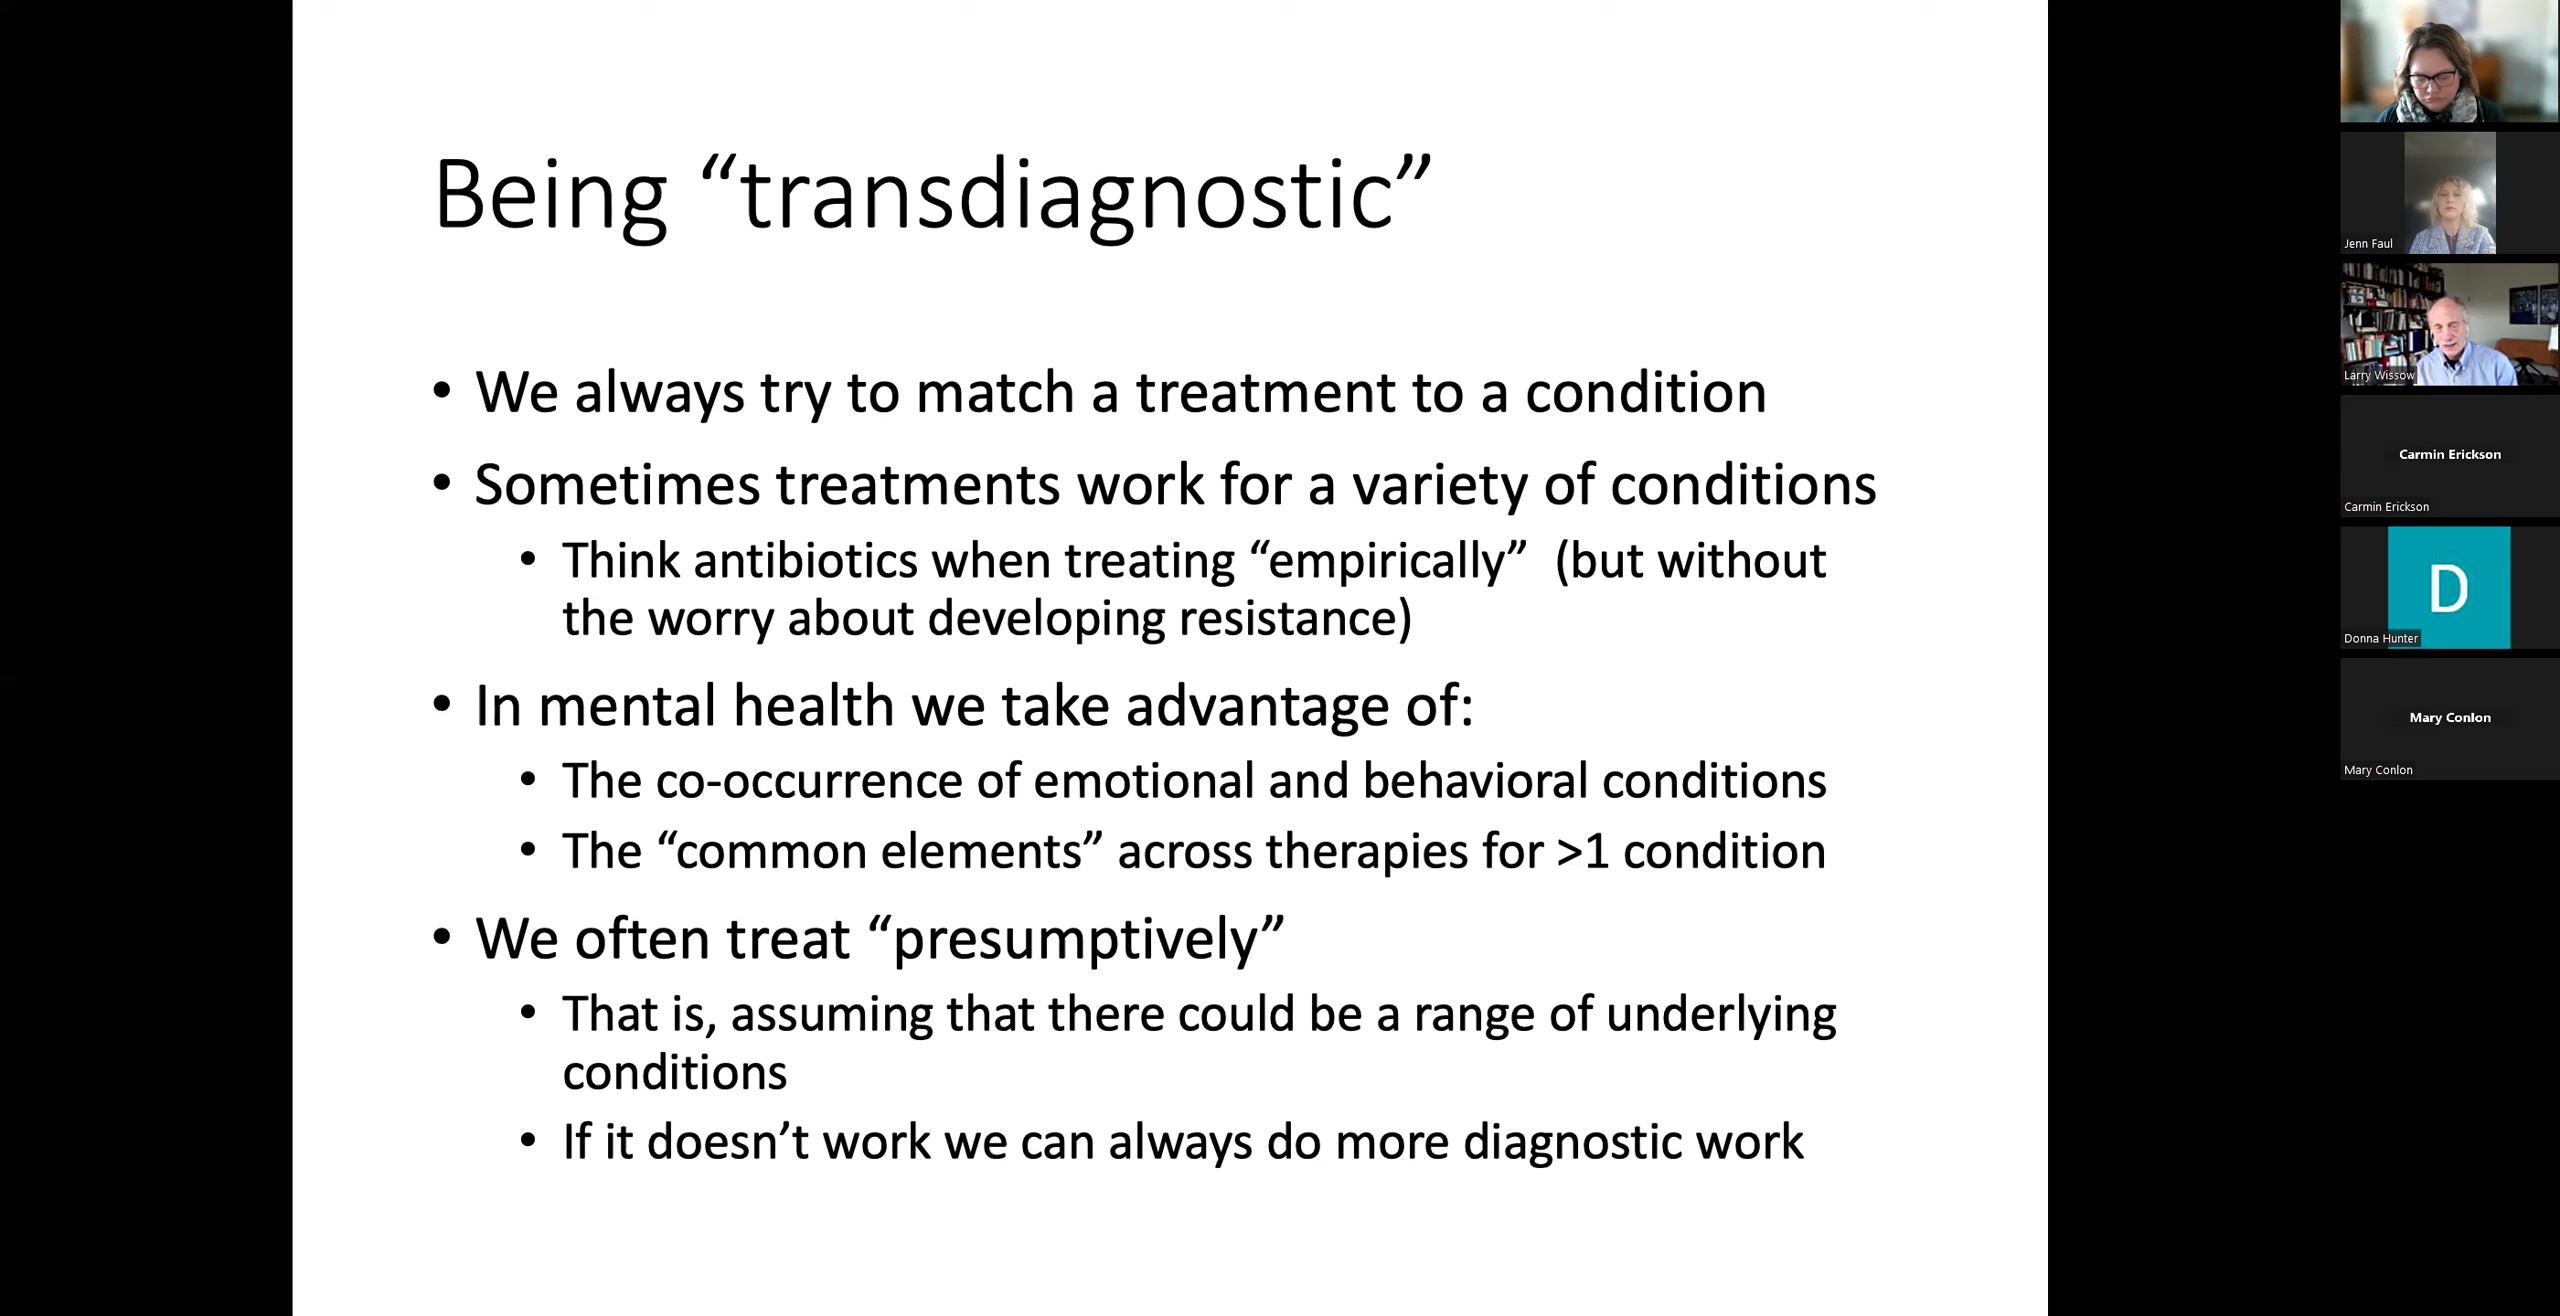 Being “transdiagnostic”
• We always try to match a treatment to a condition
• Sometimes treatments work for a variety of conditions
• Think antibiotics when treating “empirically” (but without
the worry about developing resistance)
• In mental health we take advantage of:
• The co-occurrence of emotional and behavioral conditions
• The “common elements” across therapies for >1 condition
• We often treat “presumptively”
• That is, assuming that there could be a range of underlying
conditions
• If it doesn’t work we can always do more diagnostic work
Jenn Faul
Larry Wissow
Carmin Erickson
Carmin Erickson
D
Donna Hunter
Mary Conlon
Mary Conlon